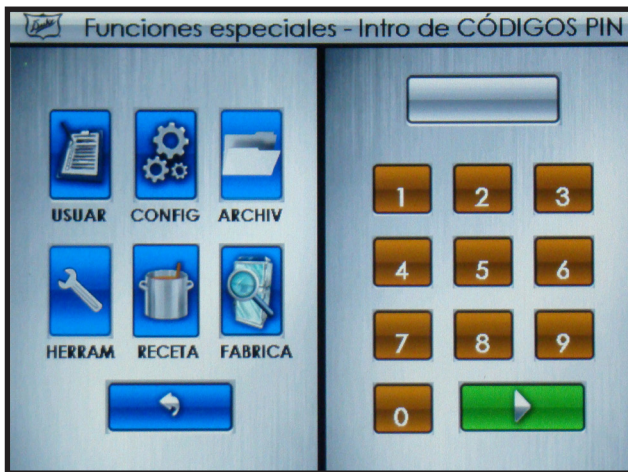 Funciones especiales - Intro de CÓDIGOS PIN
USUAR CONFIG ARCHIV
HERRAM RECETA FABRICA
1 2 3
4 5 6
7 8 9
0